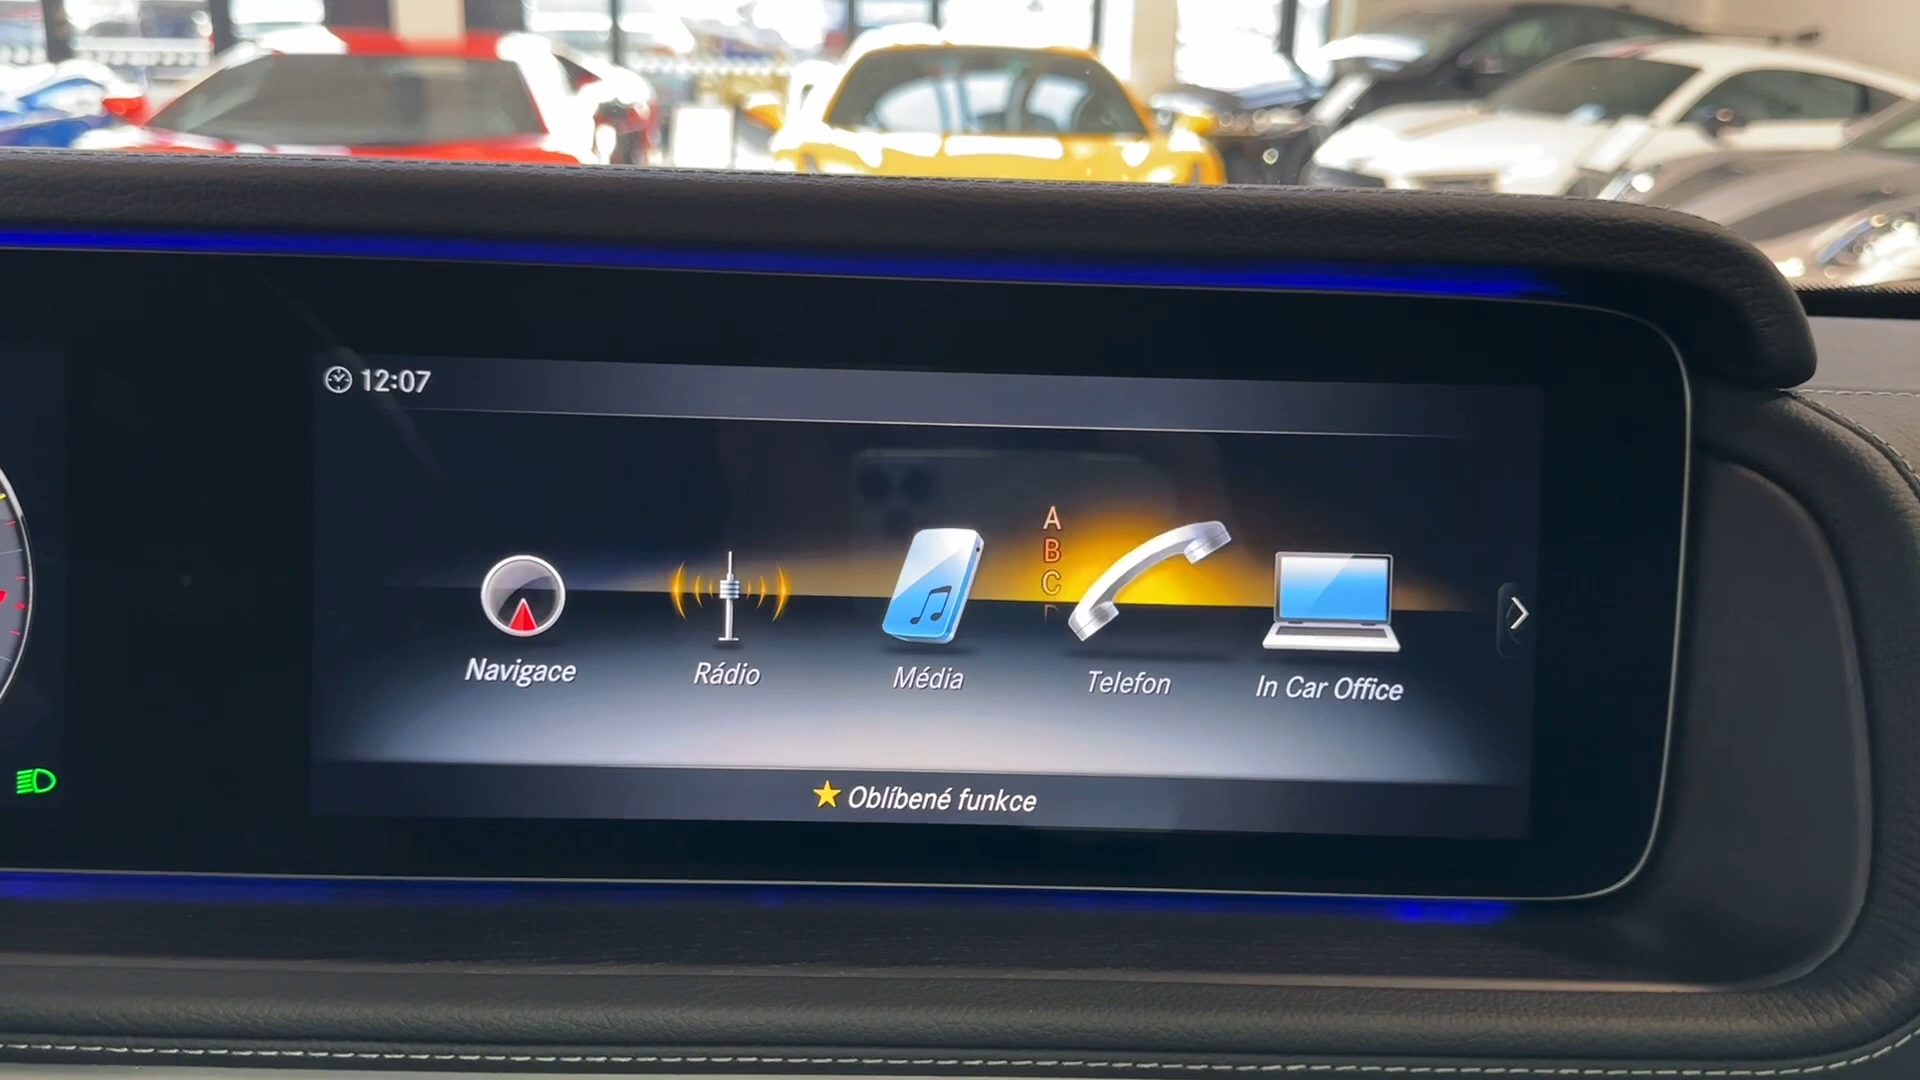 12:07
A
B
C
D
Navigace
Rádio
Média
Telefon
In Car Office
Oblíbené funkce